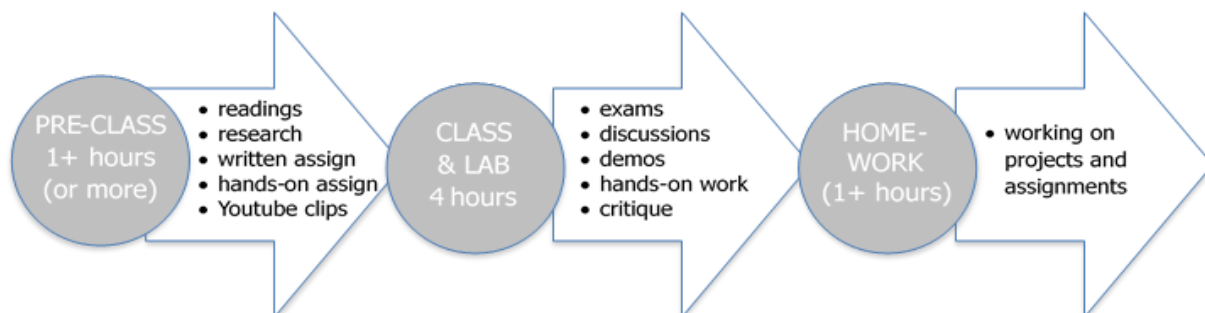 PRE-CLASS
1+ hours
(or more)
• readings
• research
• written assign
• hands-on assign
• Youtube clips
CLASS
& LAB
4 hours
• exams
• discussions
• demos
• hands-on work
• critique
HOME-
WORK
(1+ hours)
• working on
projects and
assignments